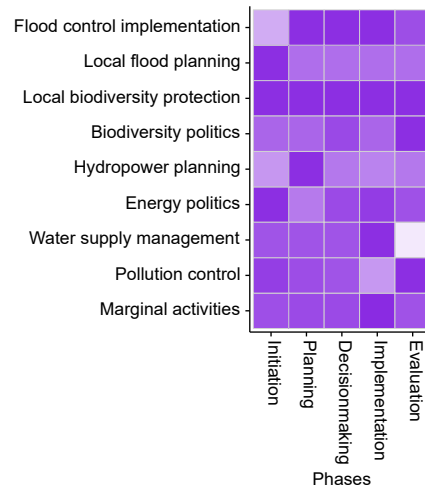 Flood control implementation
Local flood planning
Local biodiversity protection
Biodiversity politics
Hydropower planning
Energy politics
Water supply management
Pollution control
Marginal activities
Initiation
Planning
Decisionmaking
Implementation
Evaluation
Phases